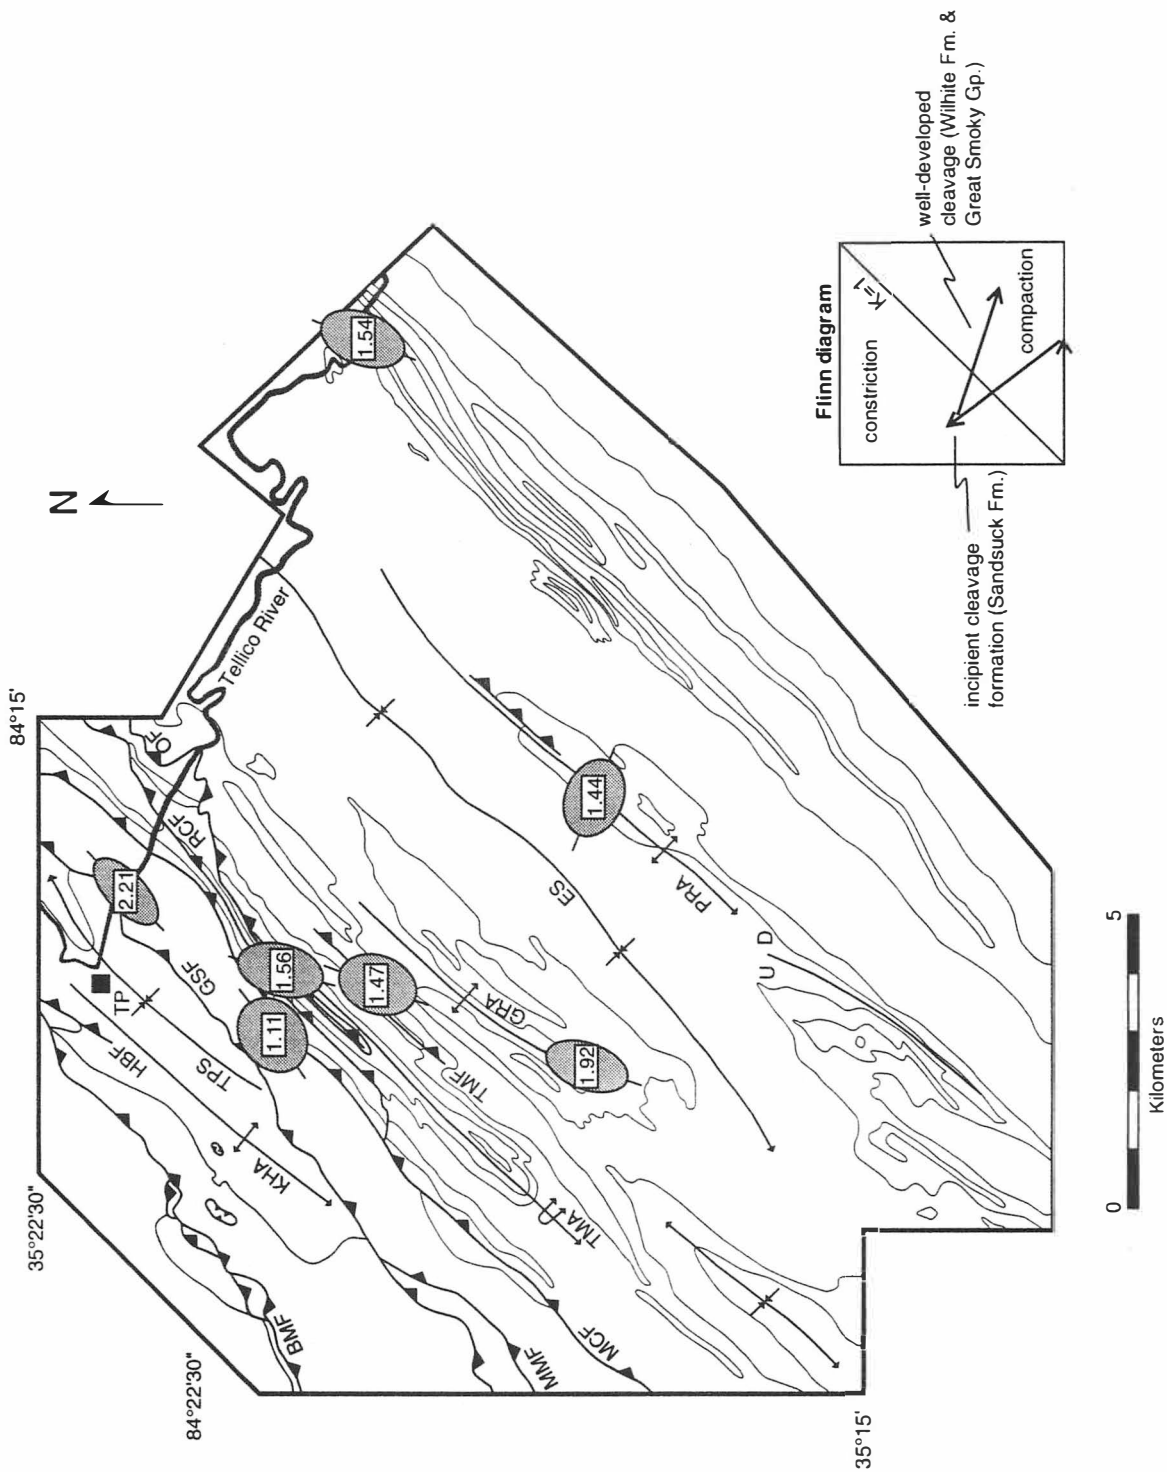 84°15'
N
35°22'30"
84°22'30"
35°15'
Tellico River
OF
RCF
2.21
TP
GSF
HBF
TPS
KHA
BMF
1.56
1.11
1.47
TMF
GRA
1.92
TMA
MCF
MMF
ES
1.44
PRA
U D
1.54
0
5
Kilometers
Flinn diagram
constriction
K=1
compaction
well-developed
cleavage (Wilhite Fm. &
Great Smoky Gp.)
incipient cleavage
formation (Sandsuck Fm.)